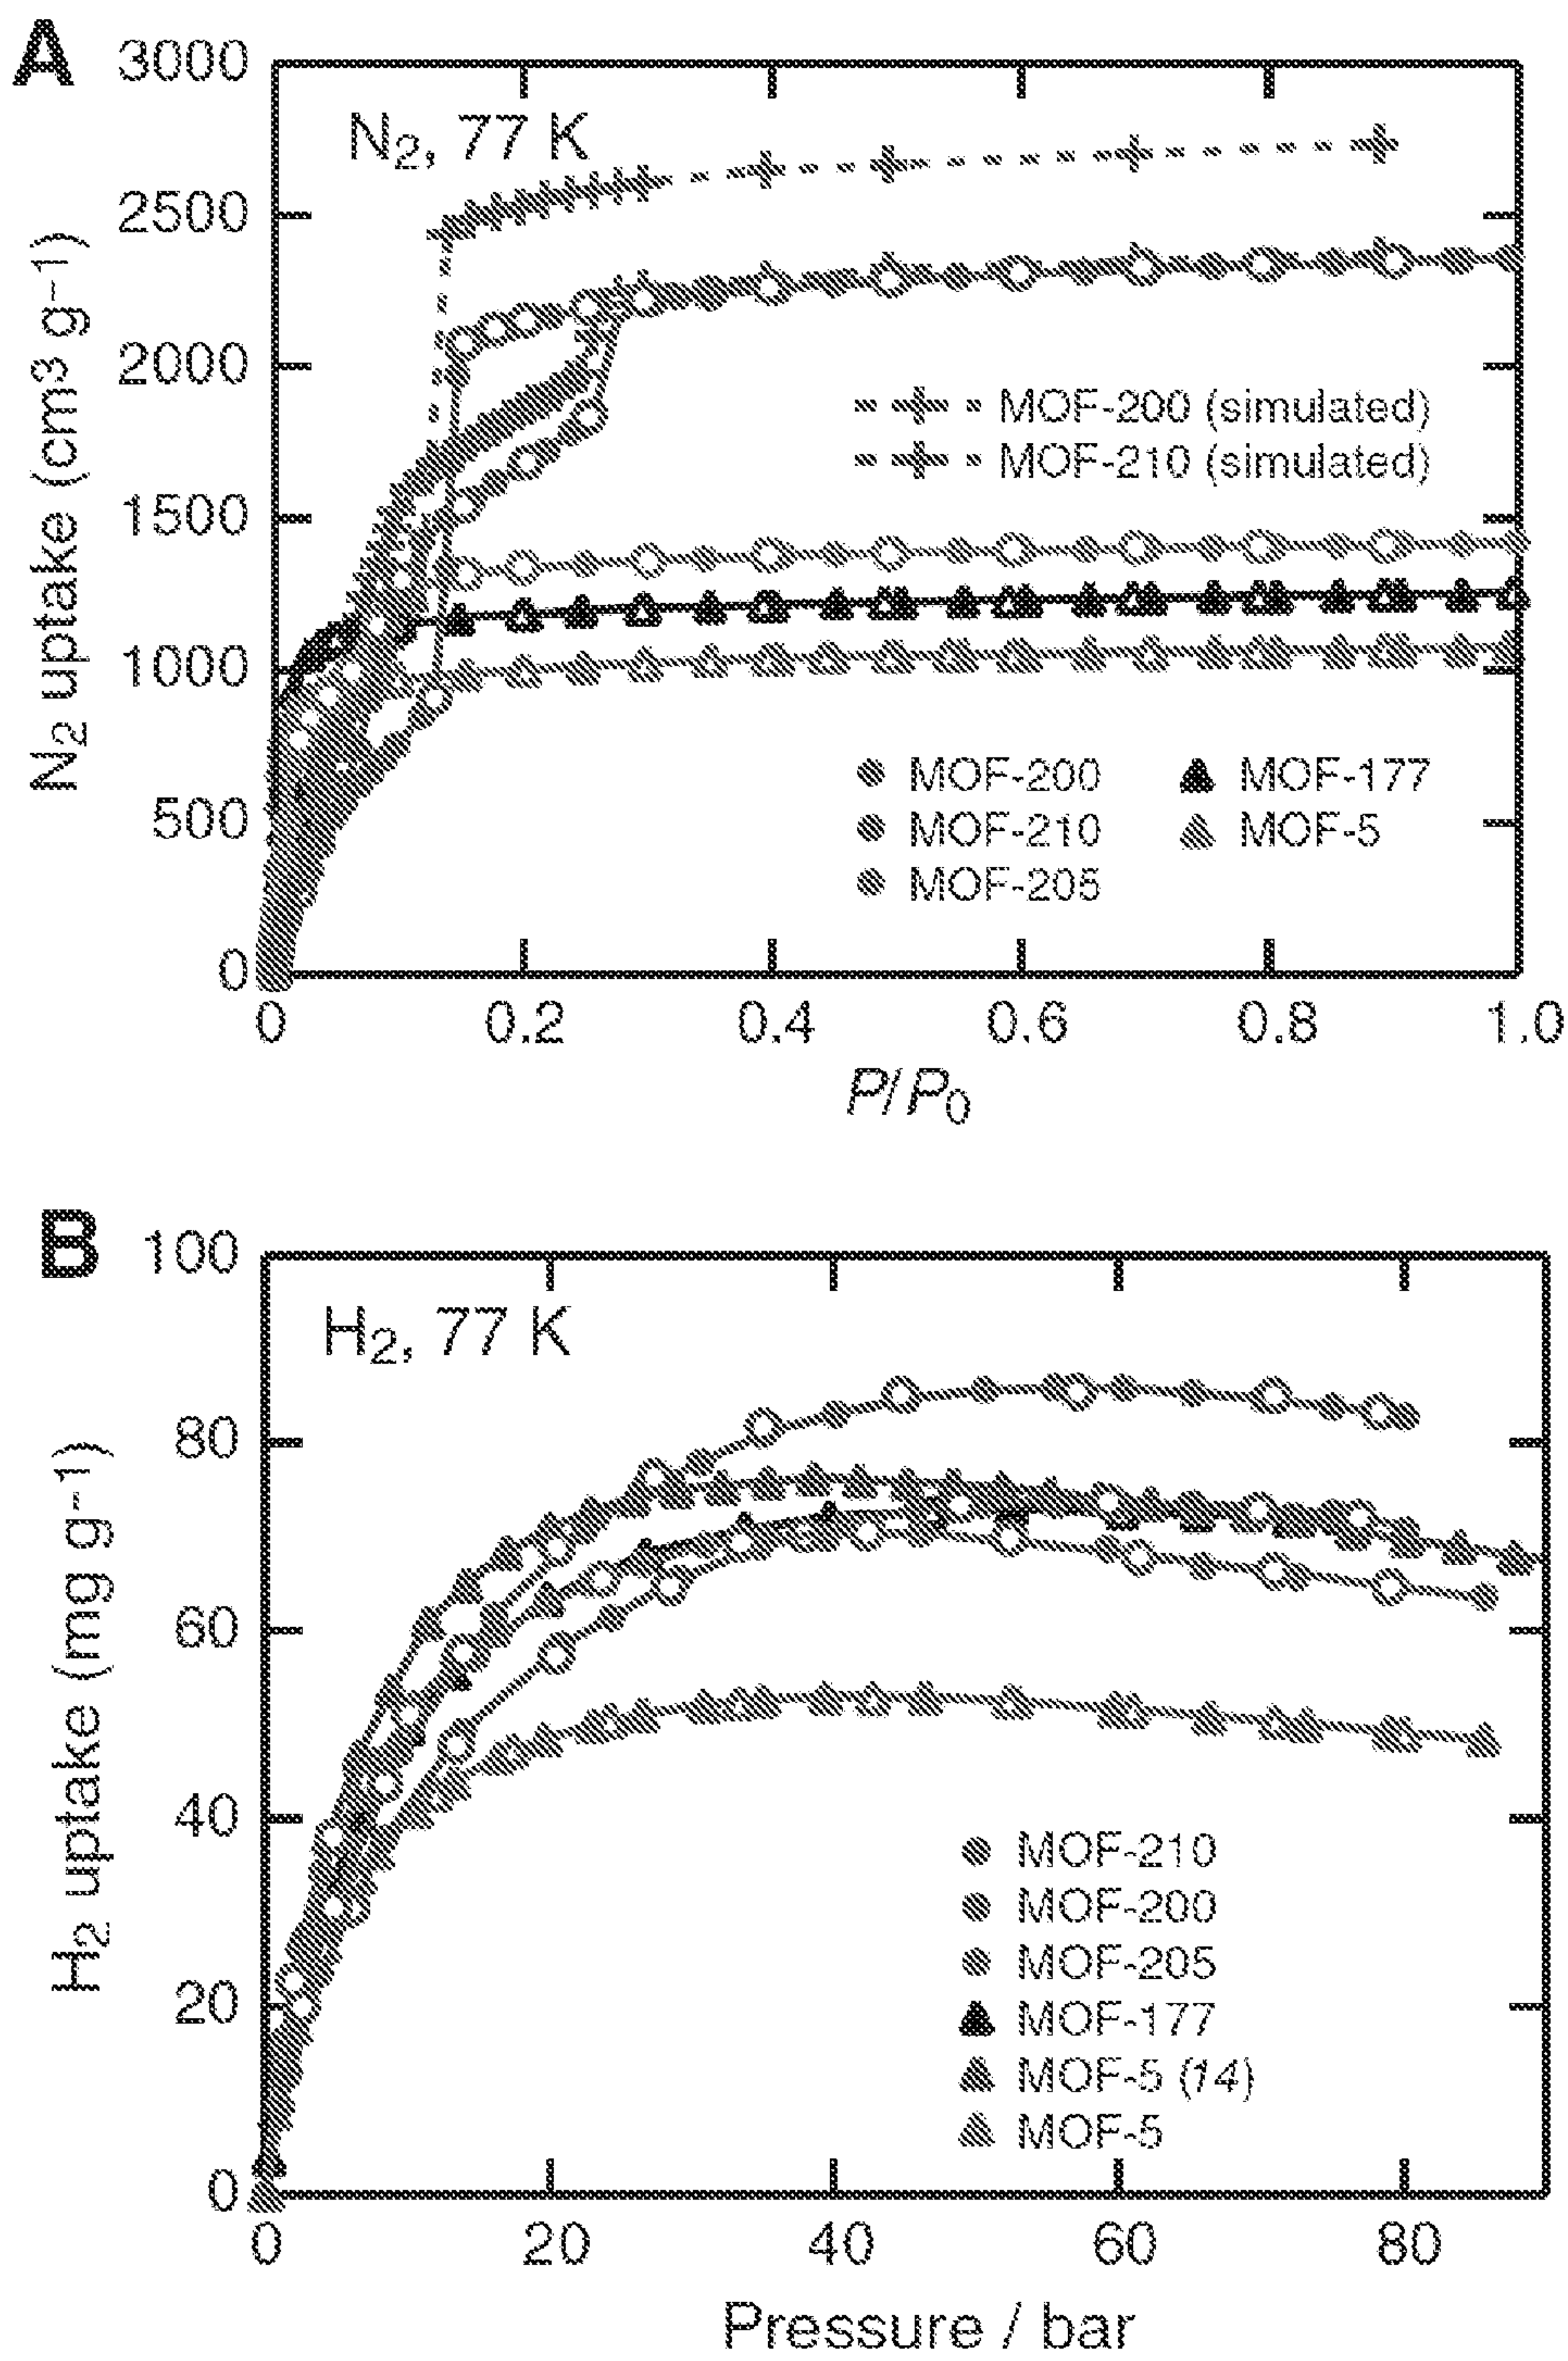 A
3000
N2, 77 K
2500
2000
1500
1000
500
0
N2 uptake (cm3 g−1)
MOF-200 (simulated)
MOF-210 (simulated)
MOF-200
MOF-210
MOF-205
MOF-177
MOF-5
0 0.2 0.4 0.6 0.8 1.0
P/P0
B
100
H2, 77 K
80
60
40
20
0
H2 uptake (mg g−1)
MOF-210
MOF-200
MOF-205
MOF-177
MOF-5 (14)
MOF-5
0 20 40 60 80
Pressure / bar